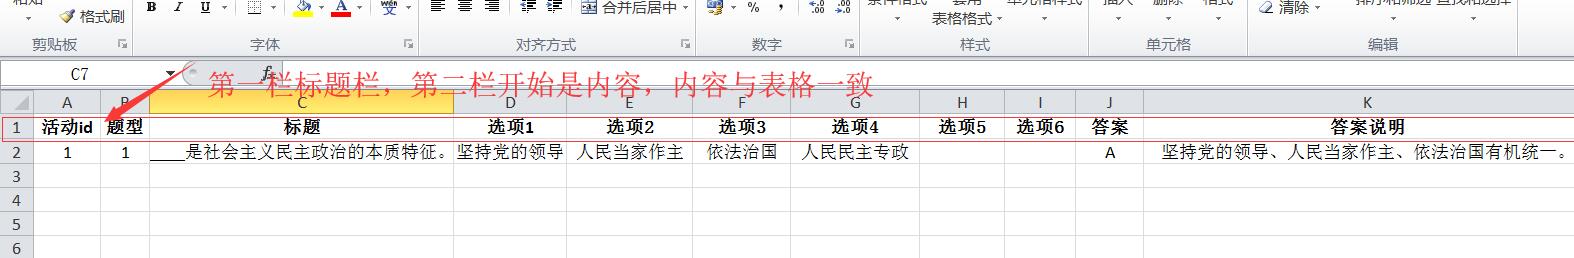 格式刷 B I U 合并后居中 % , 表格格式 清除
剪贴板 字体 对齐方式 数字 样式 单元格 编辑
C7 fx 第一栏标题栏，第二栏开始是内容，内容与表格一致
A B C D E F G H I J K
1 活动id 题型 标题 选项1 选项2 选项3 选项4 选项5 选项6 答案 答案说明
2 1 1 ____是社会主义民主政治的本质特征。 坚持党的领导 人民当家作主 依法治国 人民民主专政 A 坚持党的领导、人民当家作主、依法治国有机统一。
3
4
5
6